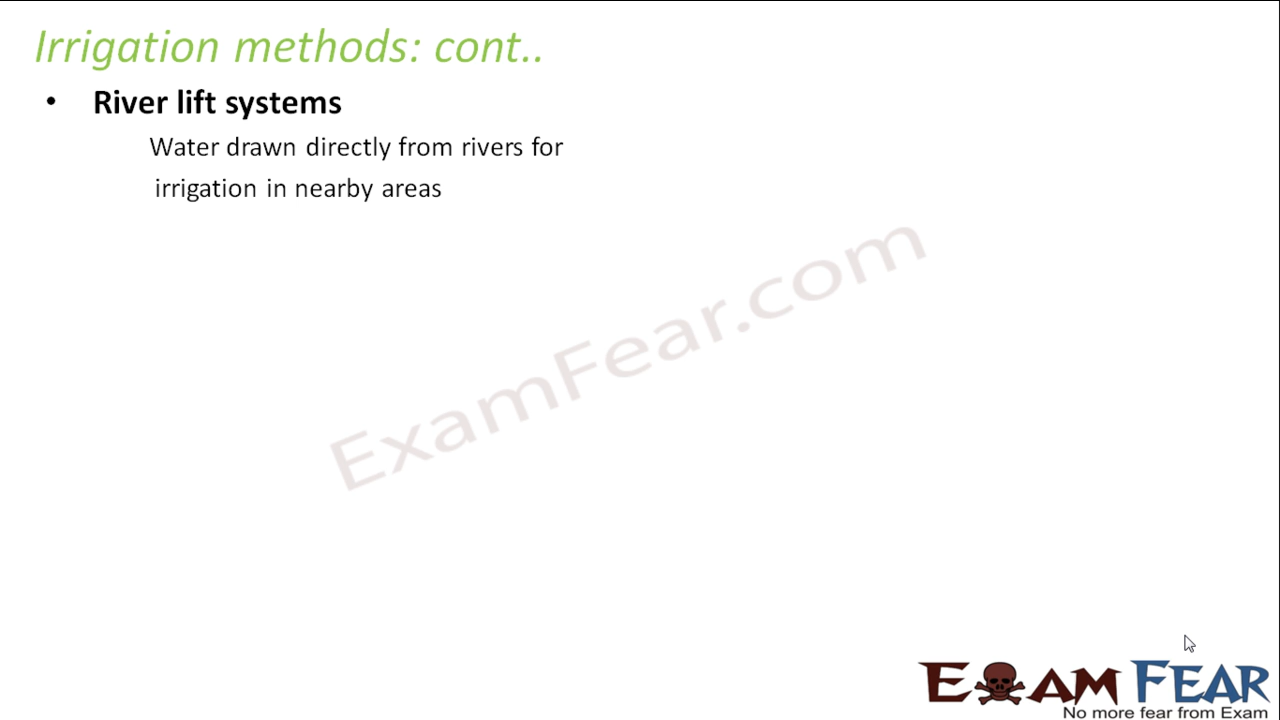 Irrigation methods: cont..
• River lift systems
Water drawn directly from rivers for
irrigation in nearby areas
ExamFear.com
EXAM FEAR
No more fear from Exam